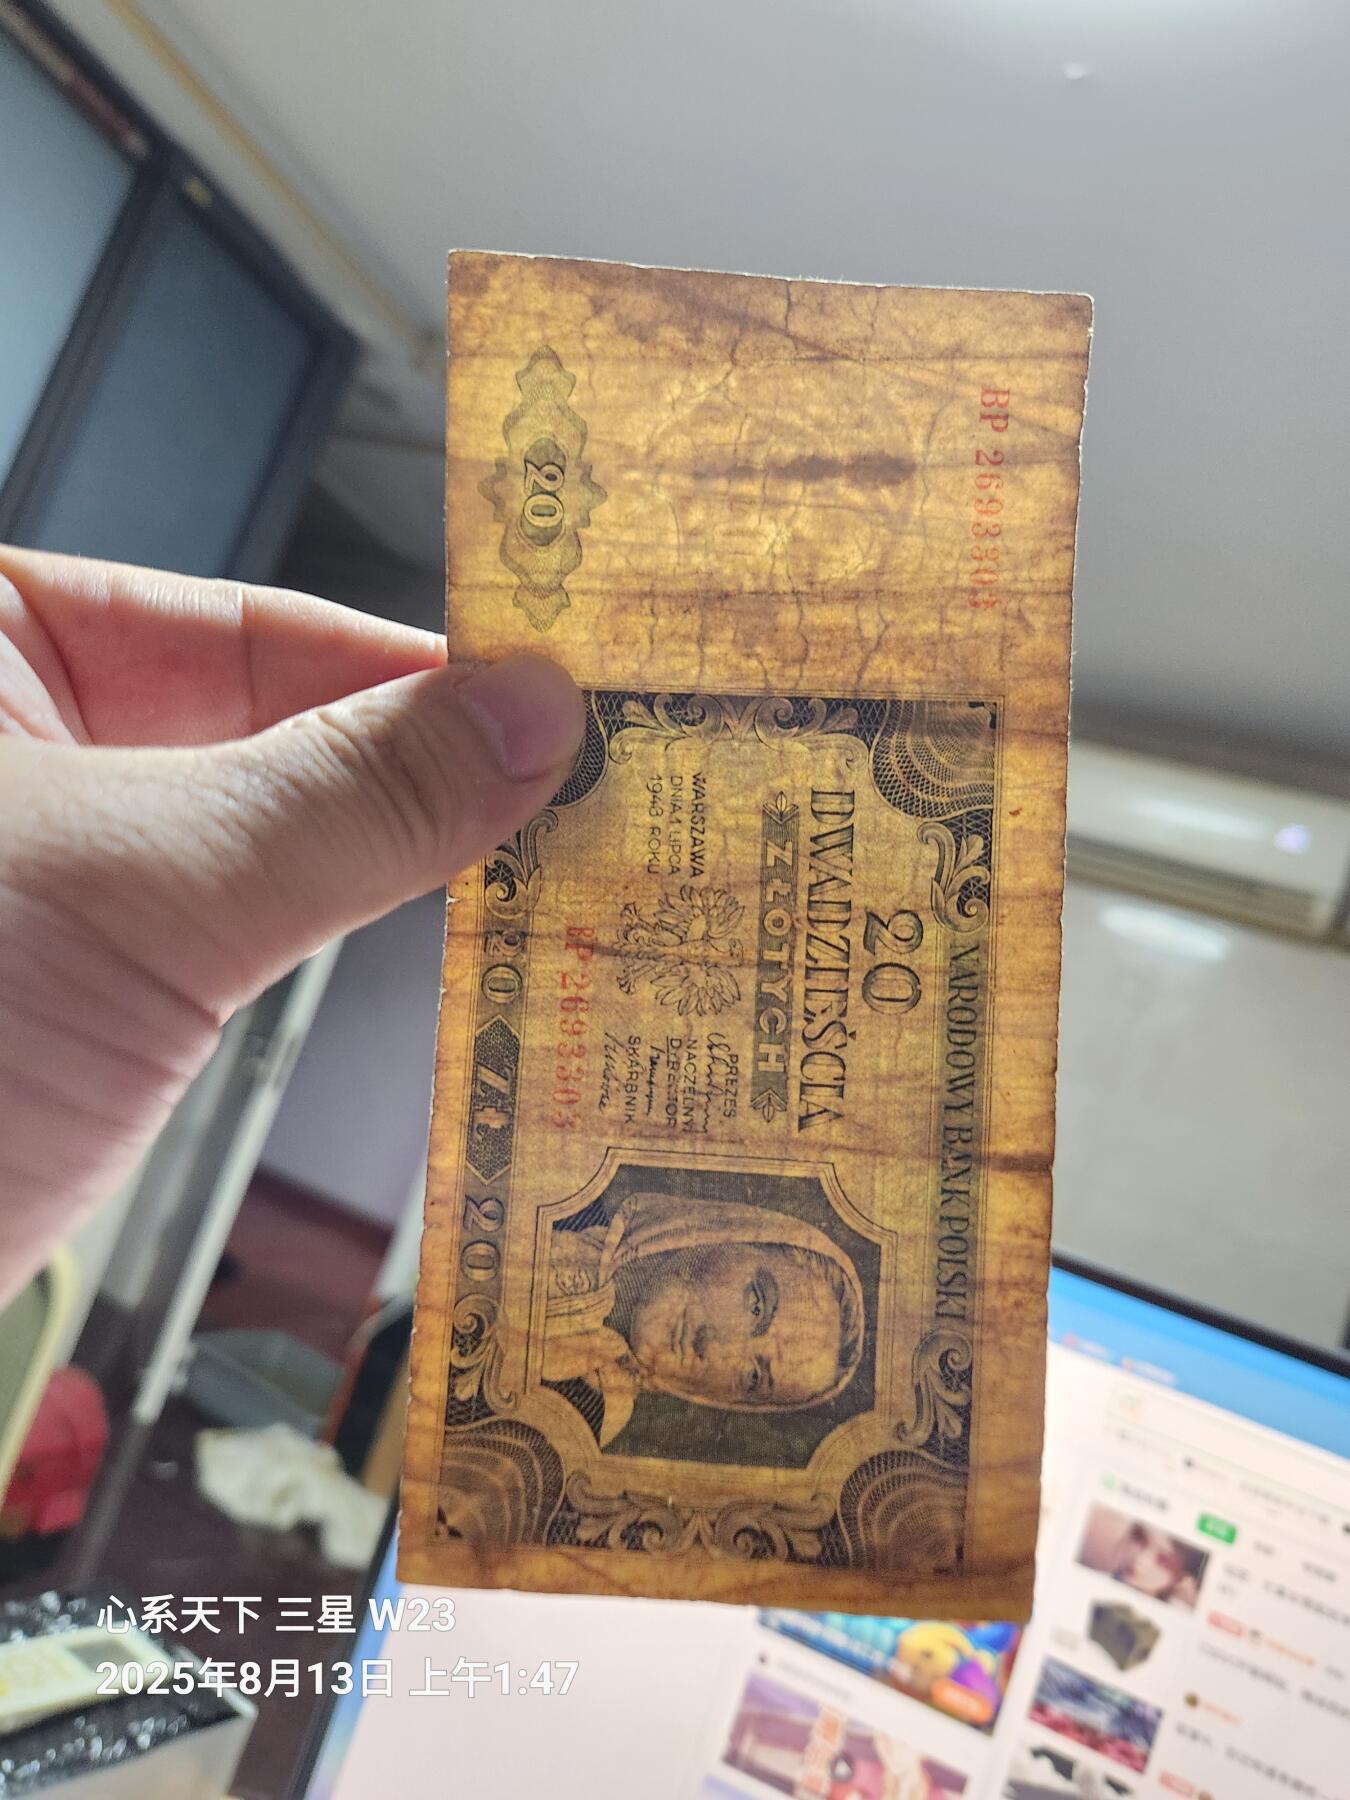 BP 2693303
20
NARODOWY BANK POLSKI
20
DWADZIEŚCIA
ZŁOTYCH
WARSZAWA
DNIA 1 LIPCA
1948 ROKU
PREZES
NACZELNY
DYREKTOR
SKARBNIK
BP 2693303
20 Zł 20
心系天下 三星 W23
2025年8月13日 上午1:47